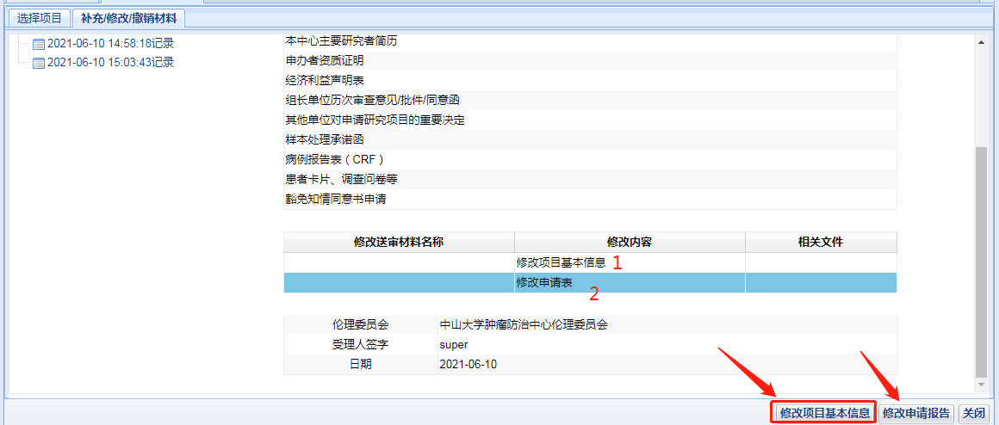 选择项目
补充/修改/撤销材料
2021-06-10 14:58:18记录
2021-06-10 15:03:43记录
本中心主要研究者简历
申办者资质证明
经济利益声明表
组长单位历次审查意见/批件/同意函
其他单位对申请研究项目的重要决定
样本处理承诺函
病例报告表（CRF）
患者卡片、调查问卷等
豁免知情同意书申请
修改送审材料名称 修改内容 相关文件
修改项目基本信息 1
修改申请表
2
伦理委员会 中山大学肿瘤防治中心伦理委员会
受理人签字 super
日期 2021-06-10
修改项目基本信息 修改申请报告 关闭